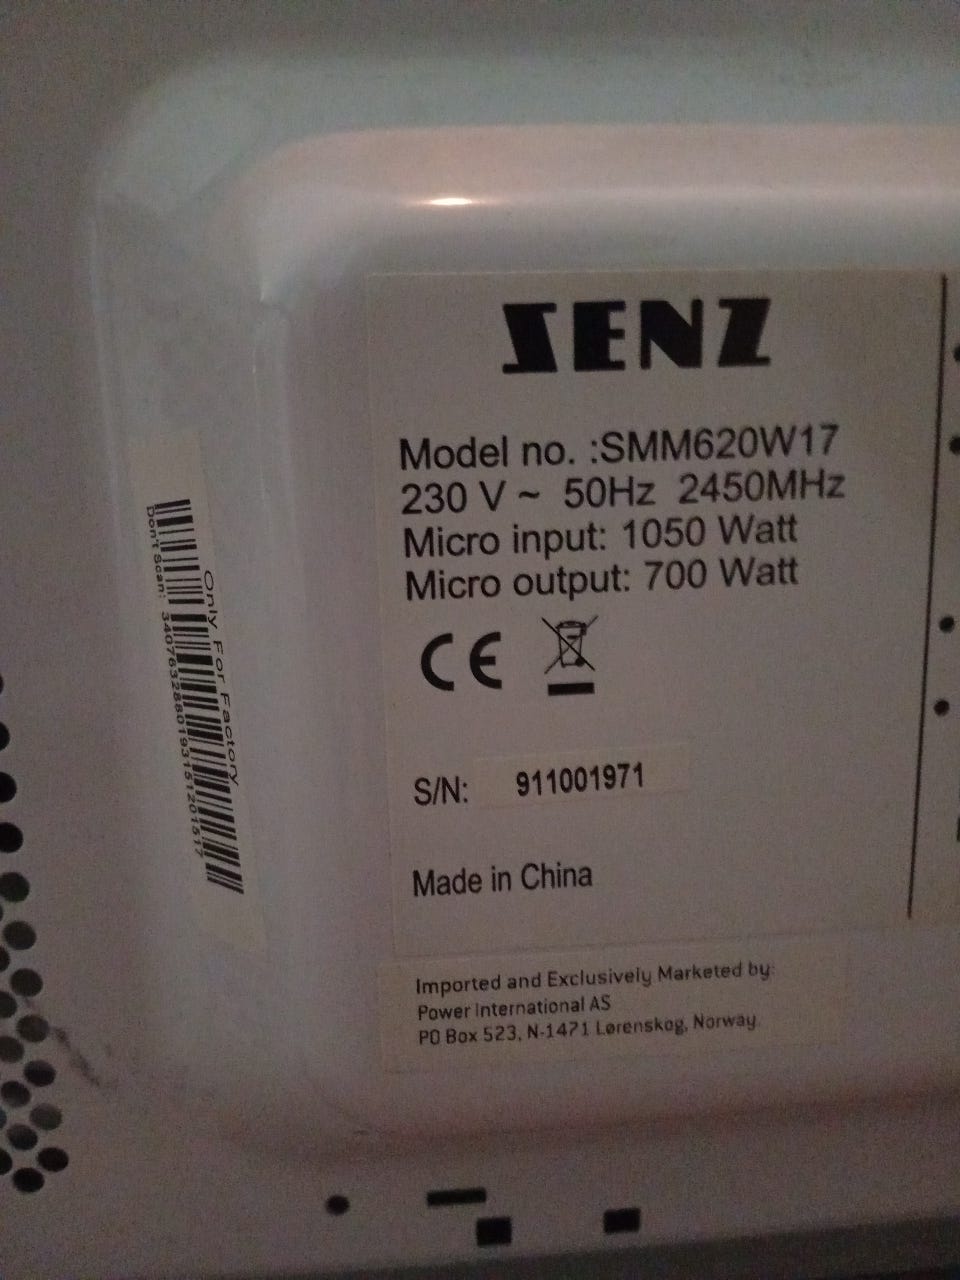 SENZ
Model no. :SMM620W17
230 V ~ 50Hz 2450MHz
Micro input: 1050 Watt
Micro output: 700 Watt
CE
S/N: 911001971
Made in China
Imported and Exclusively Marketed by:
Power International AS
PO Box 523, N-1471 Lørenskog, Norway.
Only For Factory
Don't Scan: